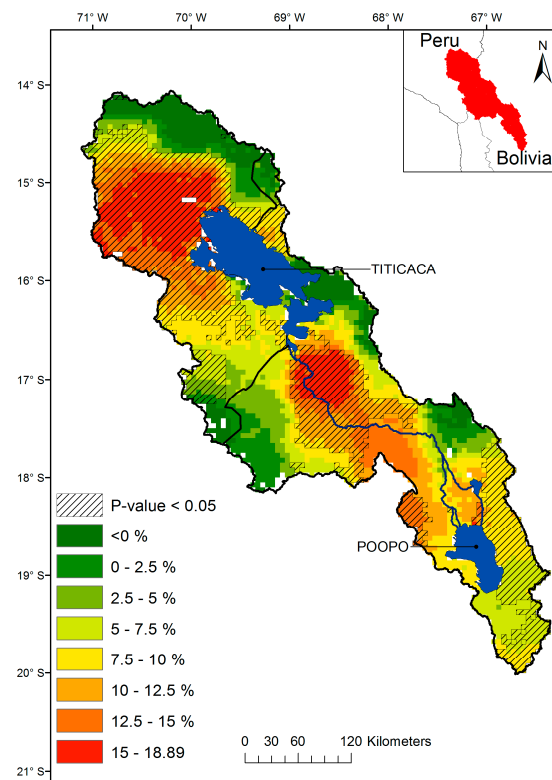 71° W 70° W 69° W 68° W 67° W
Peru
N
Bolivia
14° S
15° S
16° S
17° S
18° S
19° S
20° S
21° S
TITICACA
POOPO
P-value < 0.05
<0 %
0 - 2.5 %
2.5 - 5 %
5 - 7.5 %
7.5 - 10 %
10 - 12.5 %
12.5 - 15 %
15 - 18.89
0 30 60 120 Kilometers